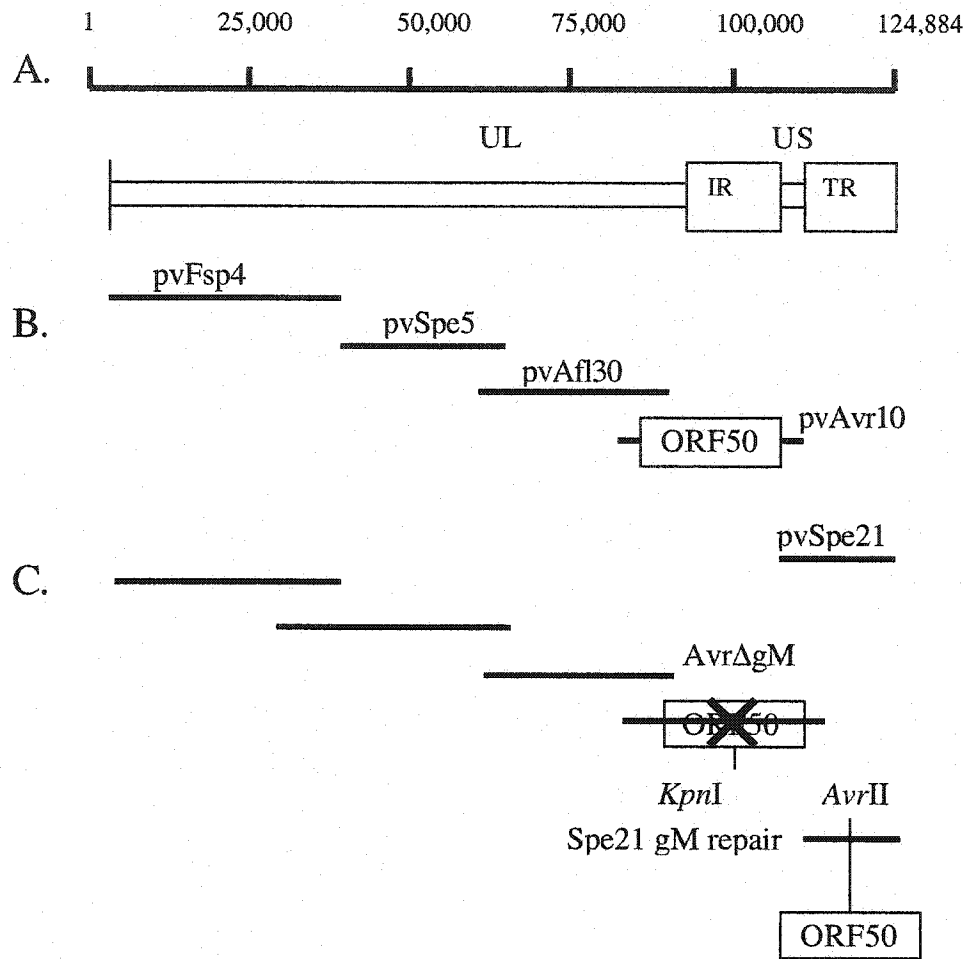 1 25,000 50,000 75,000 100,000 124,884
A.
UL US
IR TR
pvFsp4
B.
pvSpe5
pvAfl30
ORF50 pvAvr10
pvSpe21
C.
AvrΔgM
ORF50
KpnI AvrII
Spe21 gM repair
ORF50